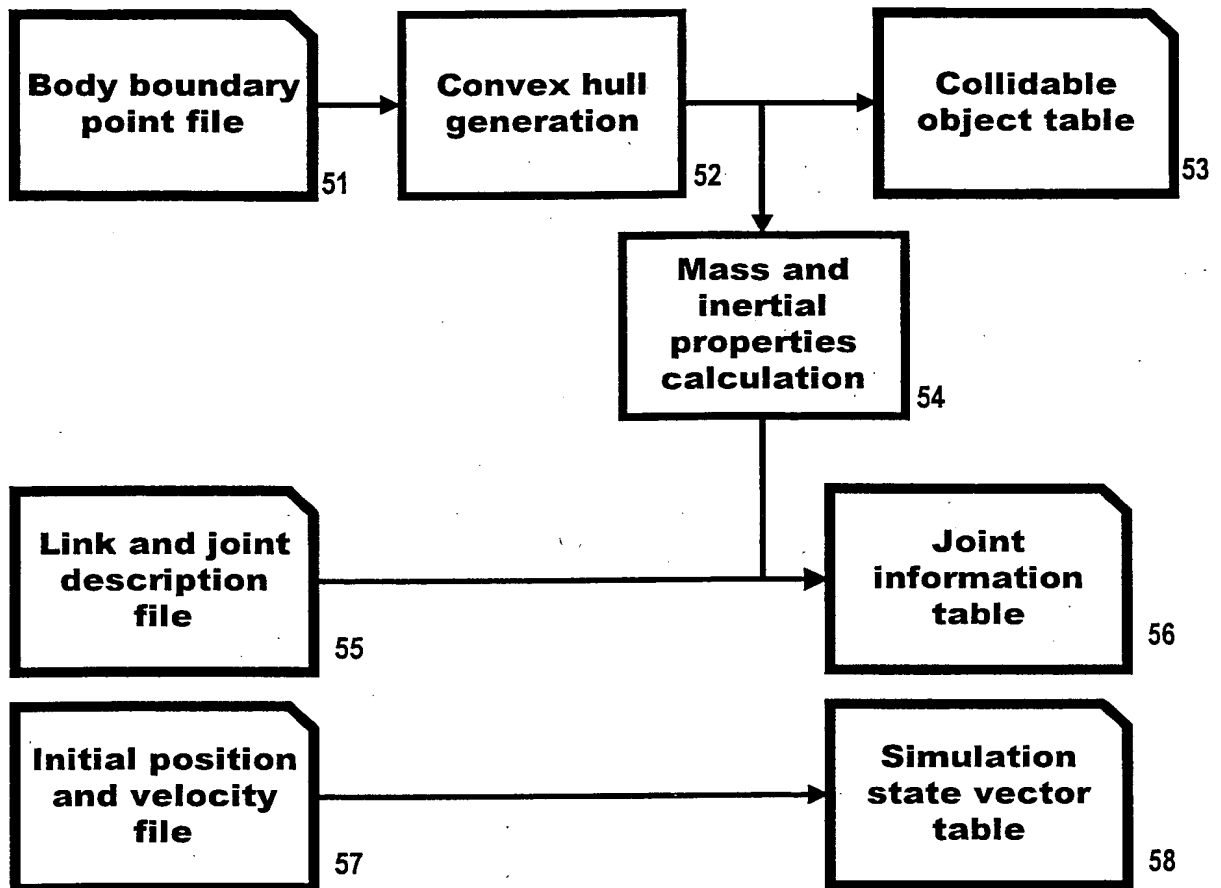 Body boundary
point file
51
Convex hull
generation
52
Collidable
object table
53
Mass and
inertial
properties
calculation
54
Link and joint
description
file
55
Joint
information
table
56
Initial position
and velocity
file
57
Simulation
state vector
table
58